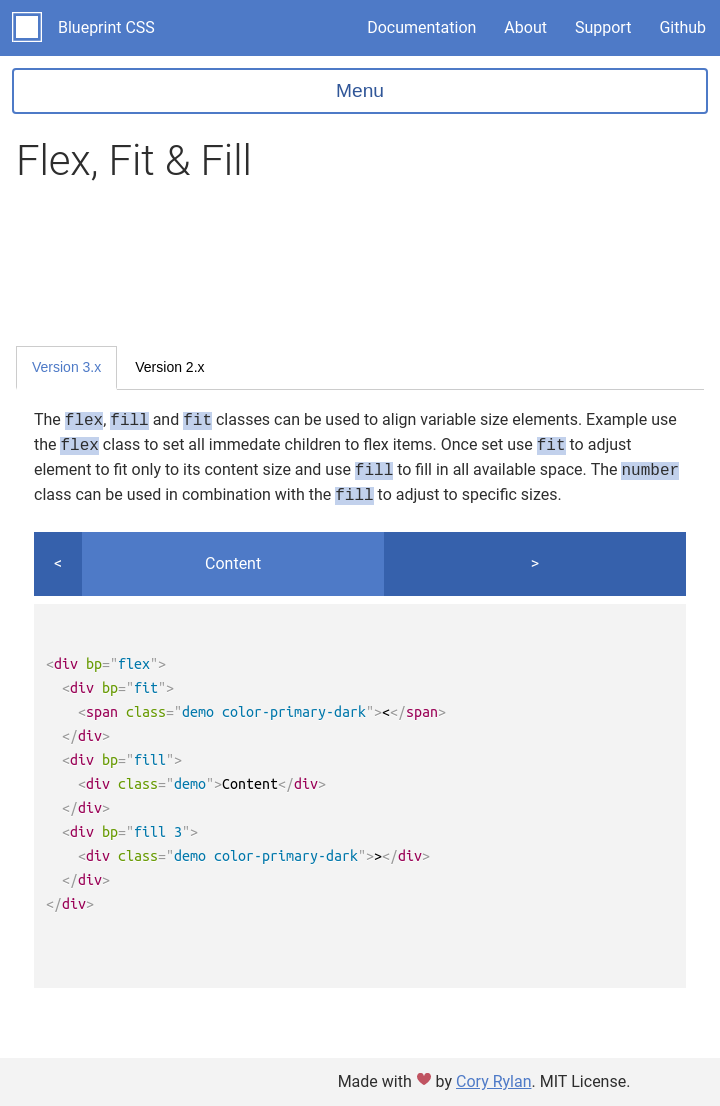 Blueprint CSS Documentation About Support Github
Menu
Flex, Fit & Fill
Version 3.x Version 2.x
The flex, fill and fit classes can be used to align variable size elements. Example use
the flex class to set all immedate children to flex items. Once set use fit to adjust
element to fit only to its content size and use fill to fill in all available space. The number
class can be used in combination with the fill to adjust to specific sizes.
< Content >
<div bp="flex">
  <div bp="fit">
    <span class="demo color-primary-dark"><</span>
  </div>
  <div bp="fill">
    <div class="demo">Content</div>
  </div>
  <div bp="fill 3">
    <div class="demo color-primary-dark">></div>
  </div>
</div>
Made with ❤ by Cory Rylan. MIT License.